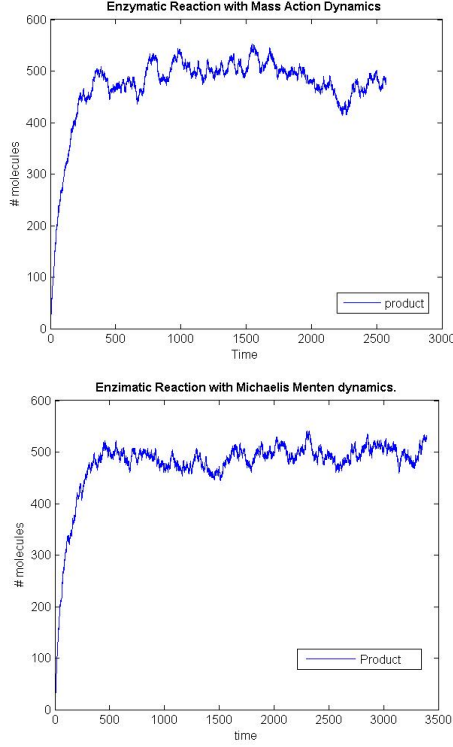 Enzymatic Reaction with Mass Action Dynamics
600
500
400
300
200
100
0
# molecules
product
0 500 1000 1500 2000 2500 3000
Time
Enzimatic Reaction with Michaelis Menten dynamics.
600
500
400
300
200
100
0
# molecules
Product
0 500 1000 1500 2000 2500 3000 3500
time